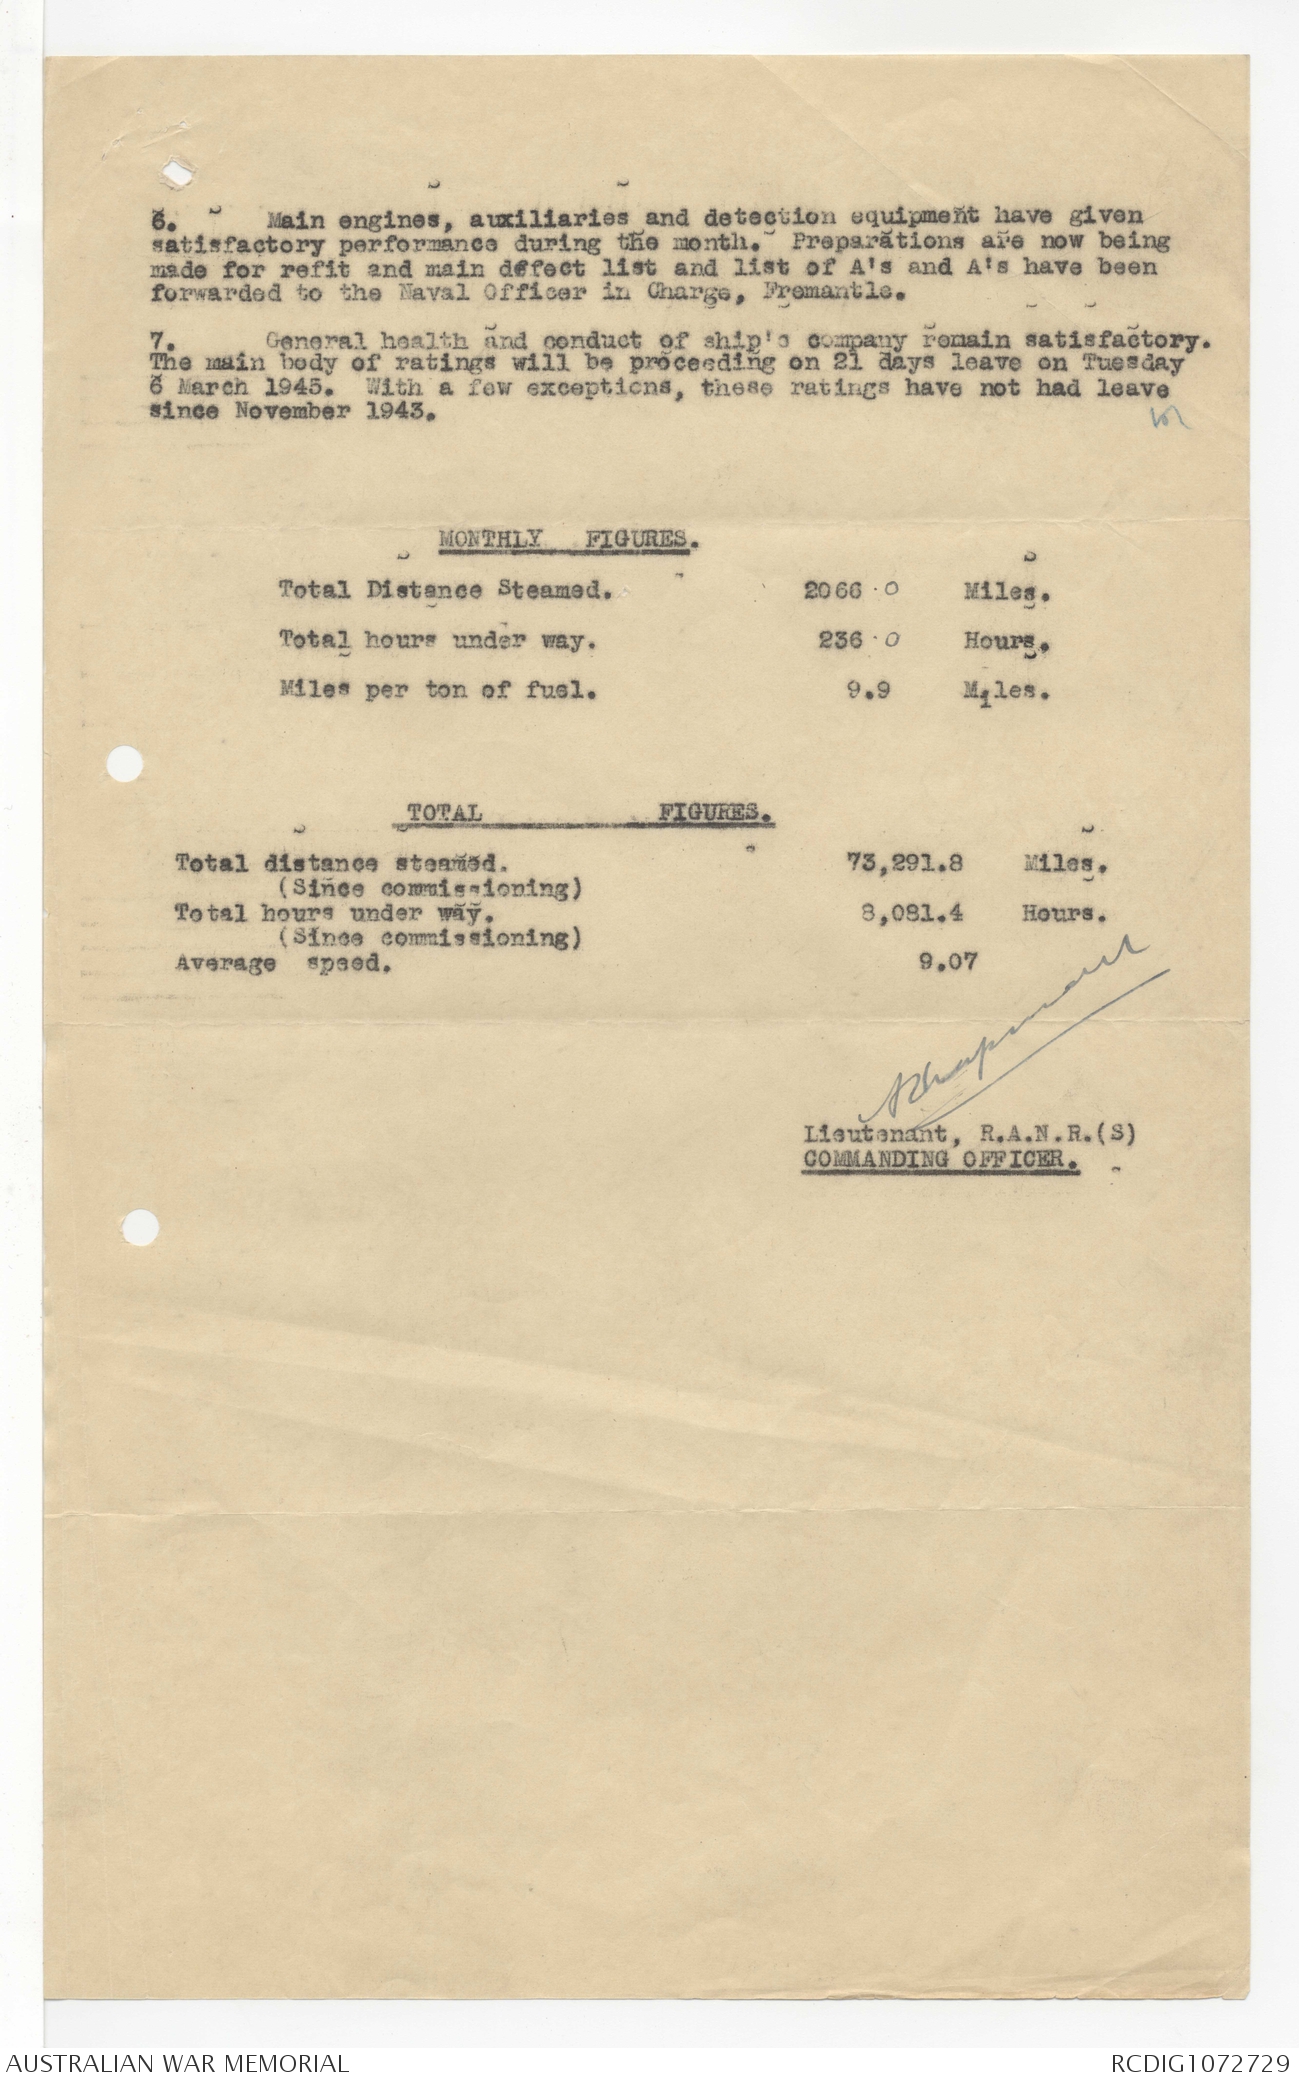 6.      Main engines, auxiliaries and detection equipment have given
satisfactory performance during the month.  Preparations are now being
made for refit and main defect list and list of A's and A's have been
forwarded to the Naval Officer in Charge, Fremantle.
7.      General health and conduct of ship's company remain satisfactory.
The main body of ratings will be proceeding on 21 days leave on Tuesday
6 March 1945.  With a few exceptions, these ratings have not had leave
since November 1943.
MONTHLY   FIGURES.
Total Distance Steamed.   2066.0   Miles.
Total hours under way.   236.0   Hours.
Miles per ton of fuel.   9.9   Miles.
TOTAL   FIGURES.
Total distance steamed.   73,291.8   Miles.
(Since commissioning)
Total hours under way.   8,081.4   Hours.
(Since commissioning)
Average  speed.   9.07
Lieutenant, R.A.N.R.(S)
COMMANDING OFFICER.
AUSTRALIAN WAR MEMORIAL   RCDIG1072729